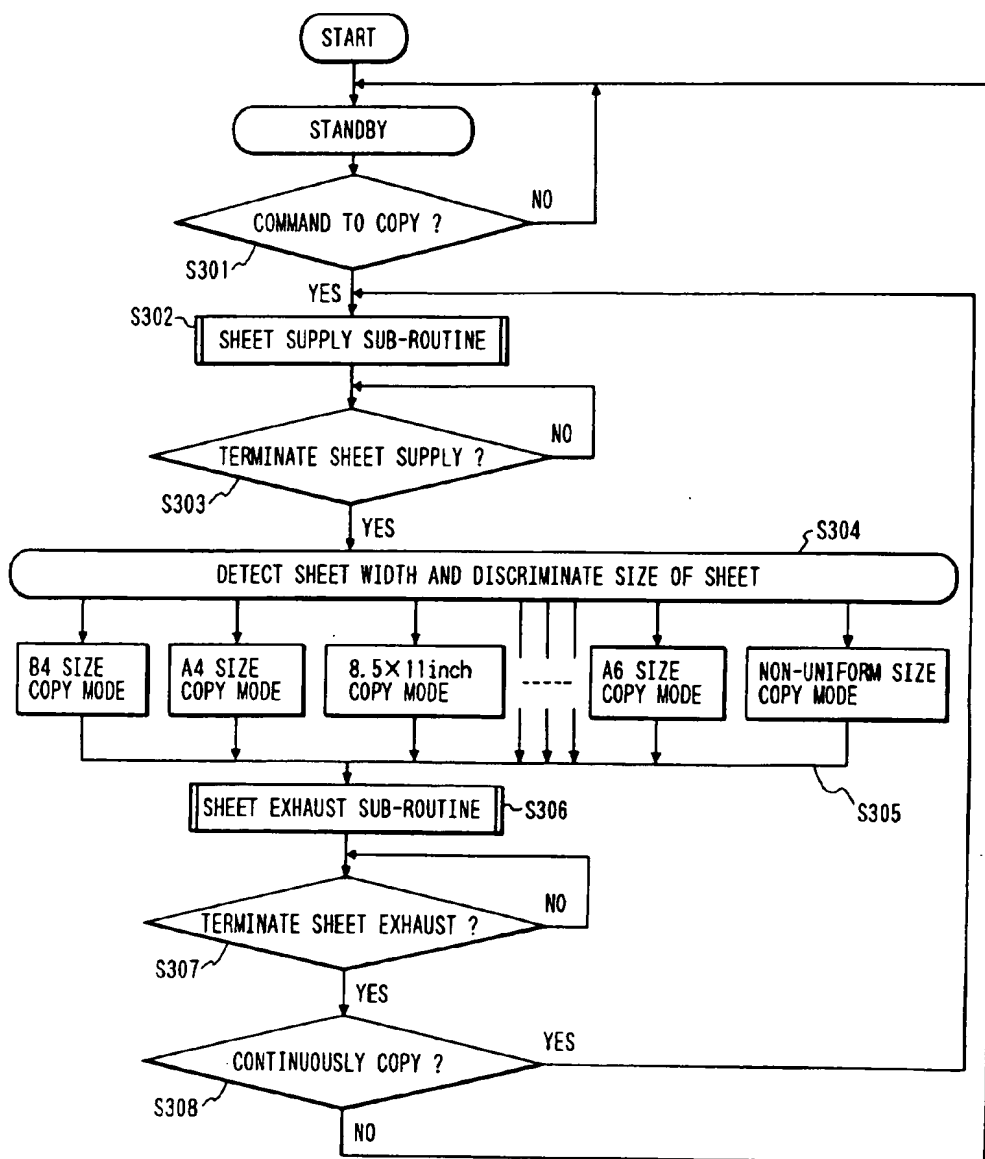 START
STANDBY
NO
COMMAND TO COPY ?
S301
YES
S302
SHEET SUPPLY SUB-ROUTINE
NO
TERMINATE SHEET SUPPLY ?
S303
YES
S304
DETECT SHEET WIDTH AND DISCRIMINATE SIZE OF SHEET
B4 SIZE
COPY MODE
A4 SIZE
COPY MODE
8.5×11inch
COPY MODE
-----
A6 SIZE
COPY MODE
NON-UNIFORM SIZE
COPY MODE
S305
SHEET EXHAUST SUB-ROUTINE
S306
NO
TERMINATE SHEET EXHAUST ?
S307
YES
YES
CONTINUOUSLY COPY ?
S308
NO